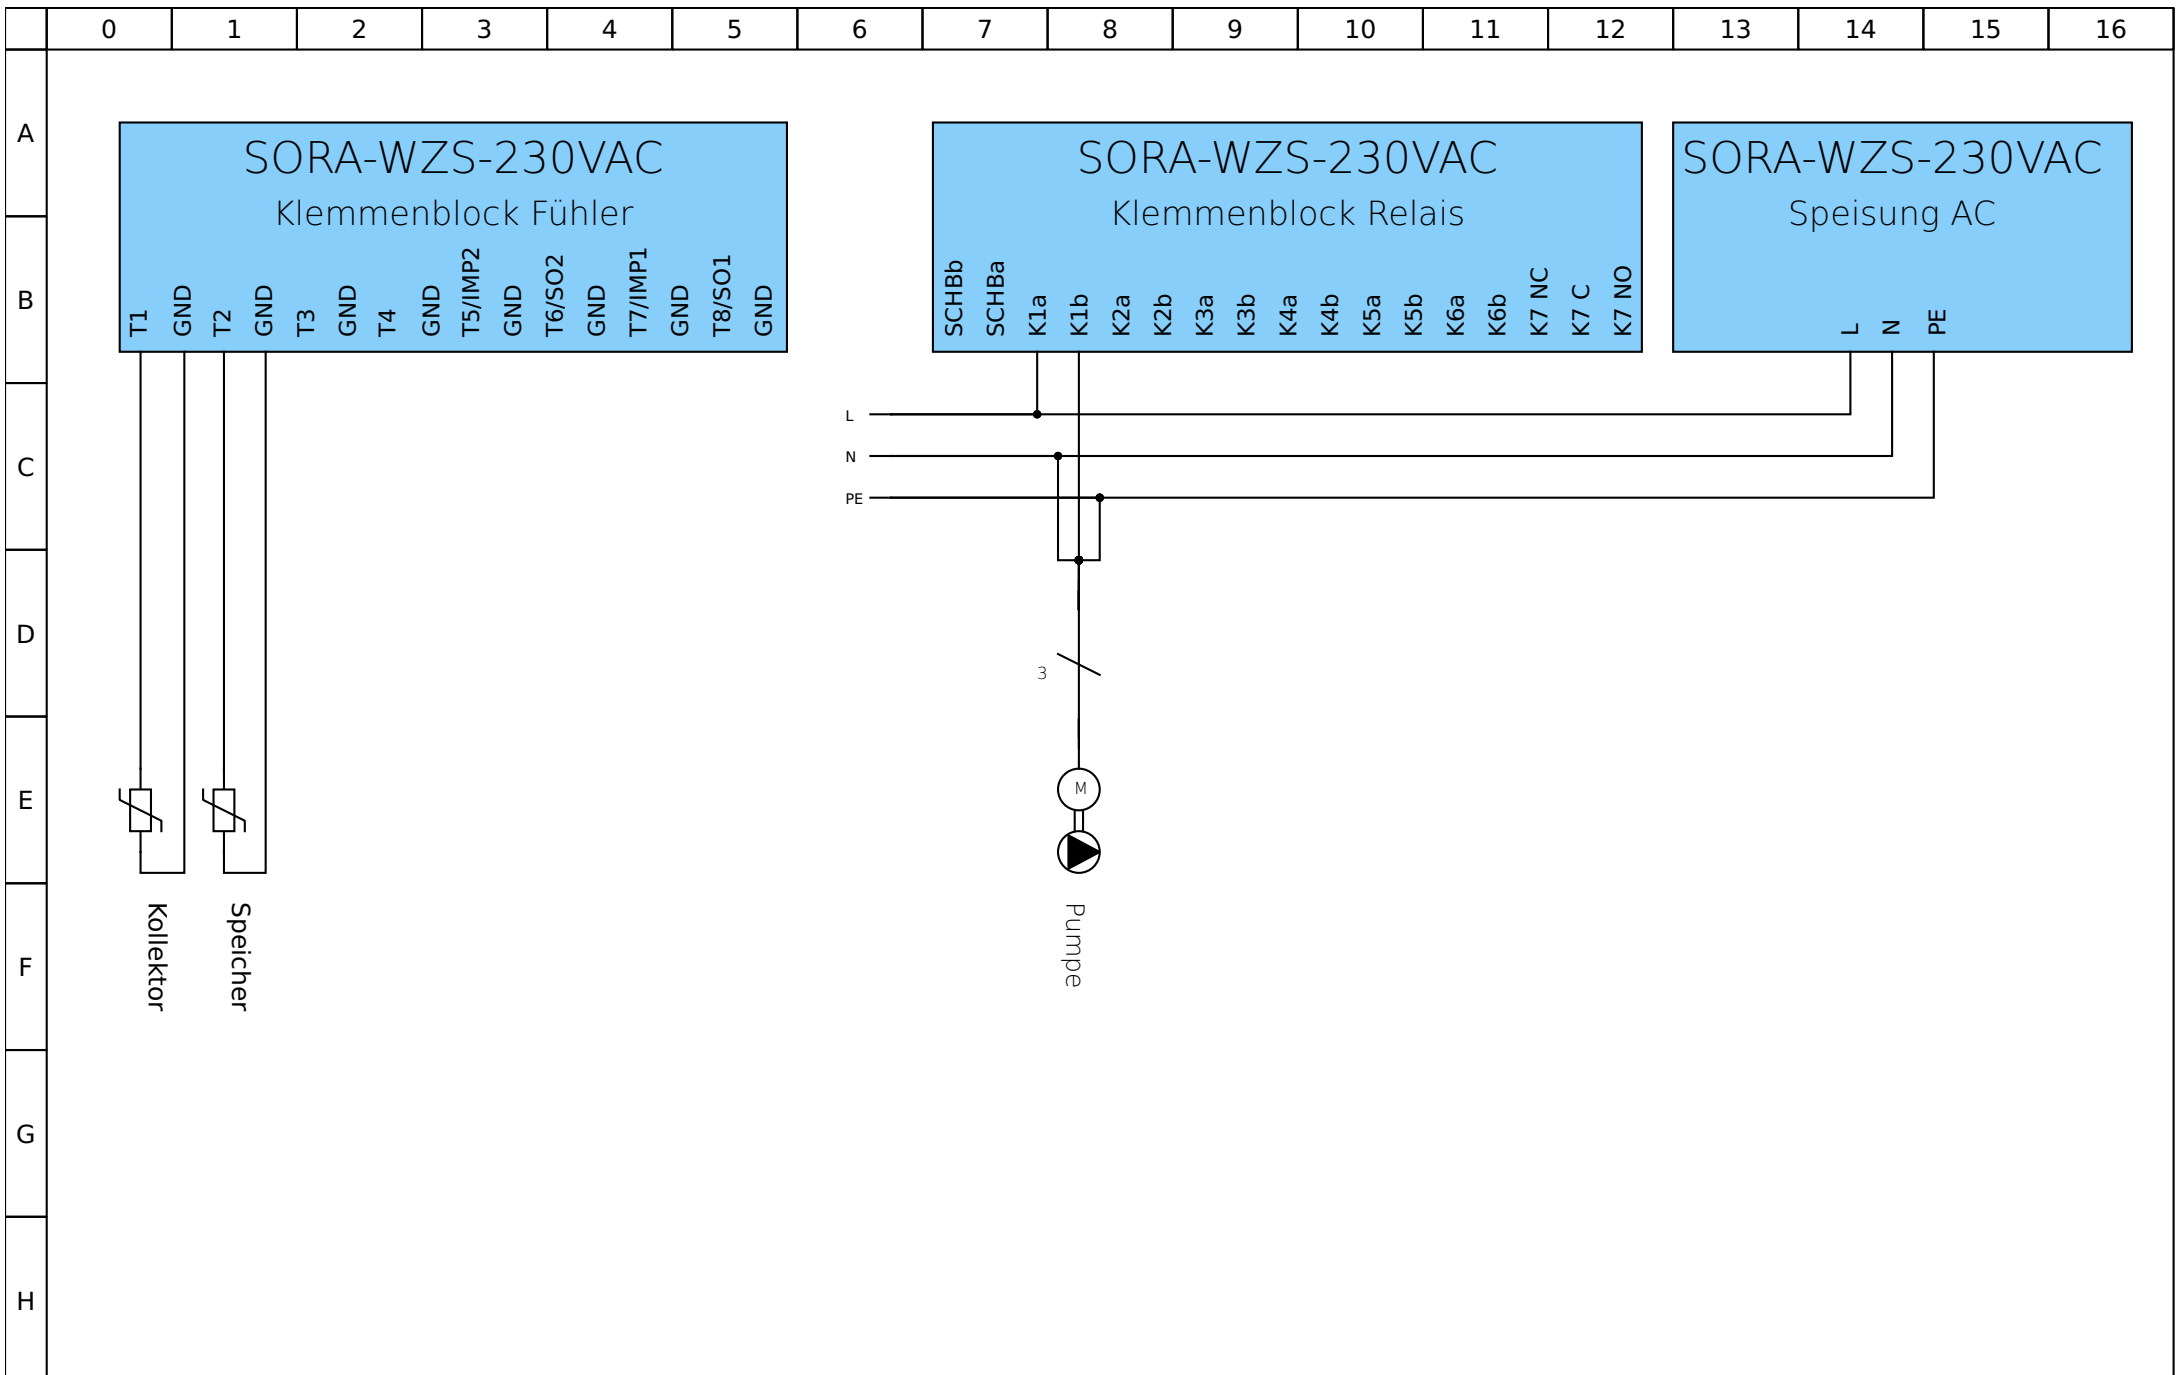 0 1 2 3 4 5 6 7 8 9 10 11 12 13 14 15 16
A
B
C
D
E
F
G
H
SORA-WZS-230VAC
Klemmenblock Fühler
T1 GND T2 GND T3 GND T4 GND T5/IMP2 GND T6/SO2 GND T7/IMP1 GND T8/SO1 GND
SORA-WZS-230VAC
Klemmenblock Relais
SCHBb SCHBa K1a K1b K2a K2b K3a K3b K4a K4b K5a K5b K6a K6b K7 NC K7 C K7 NO
SORA-WZS-230VAC
Speisung AC
L N PE
L
N
PE
3
M
Kollektor
Speicher
Pumpe